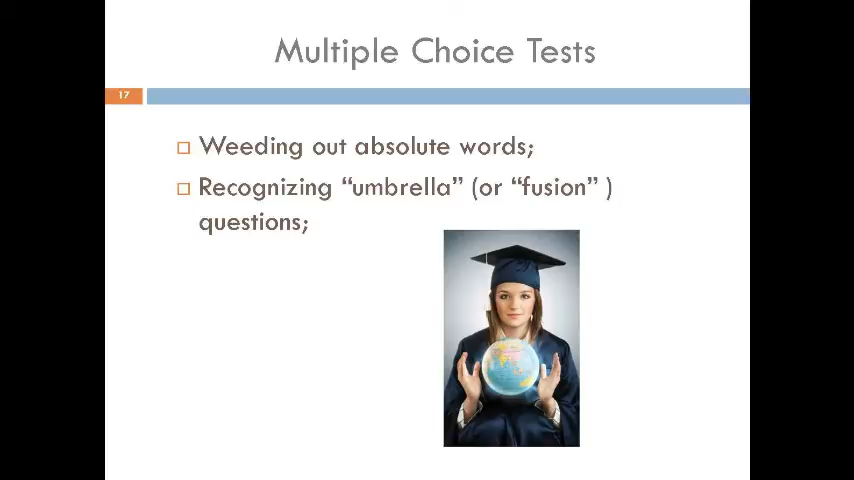 Multiple Choice Tests
17
Weeding out absolute words;
Recognizing “umbrella” (or “fusion” )
questions;